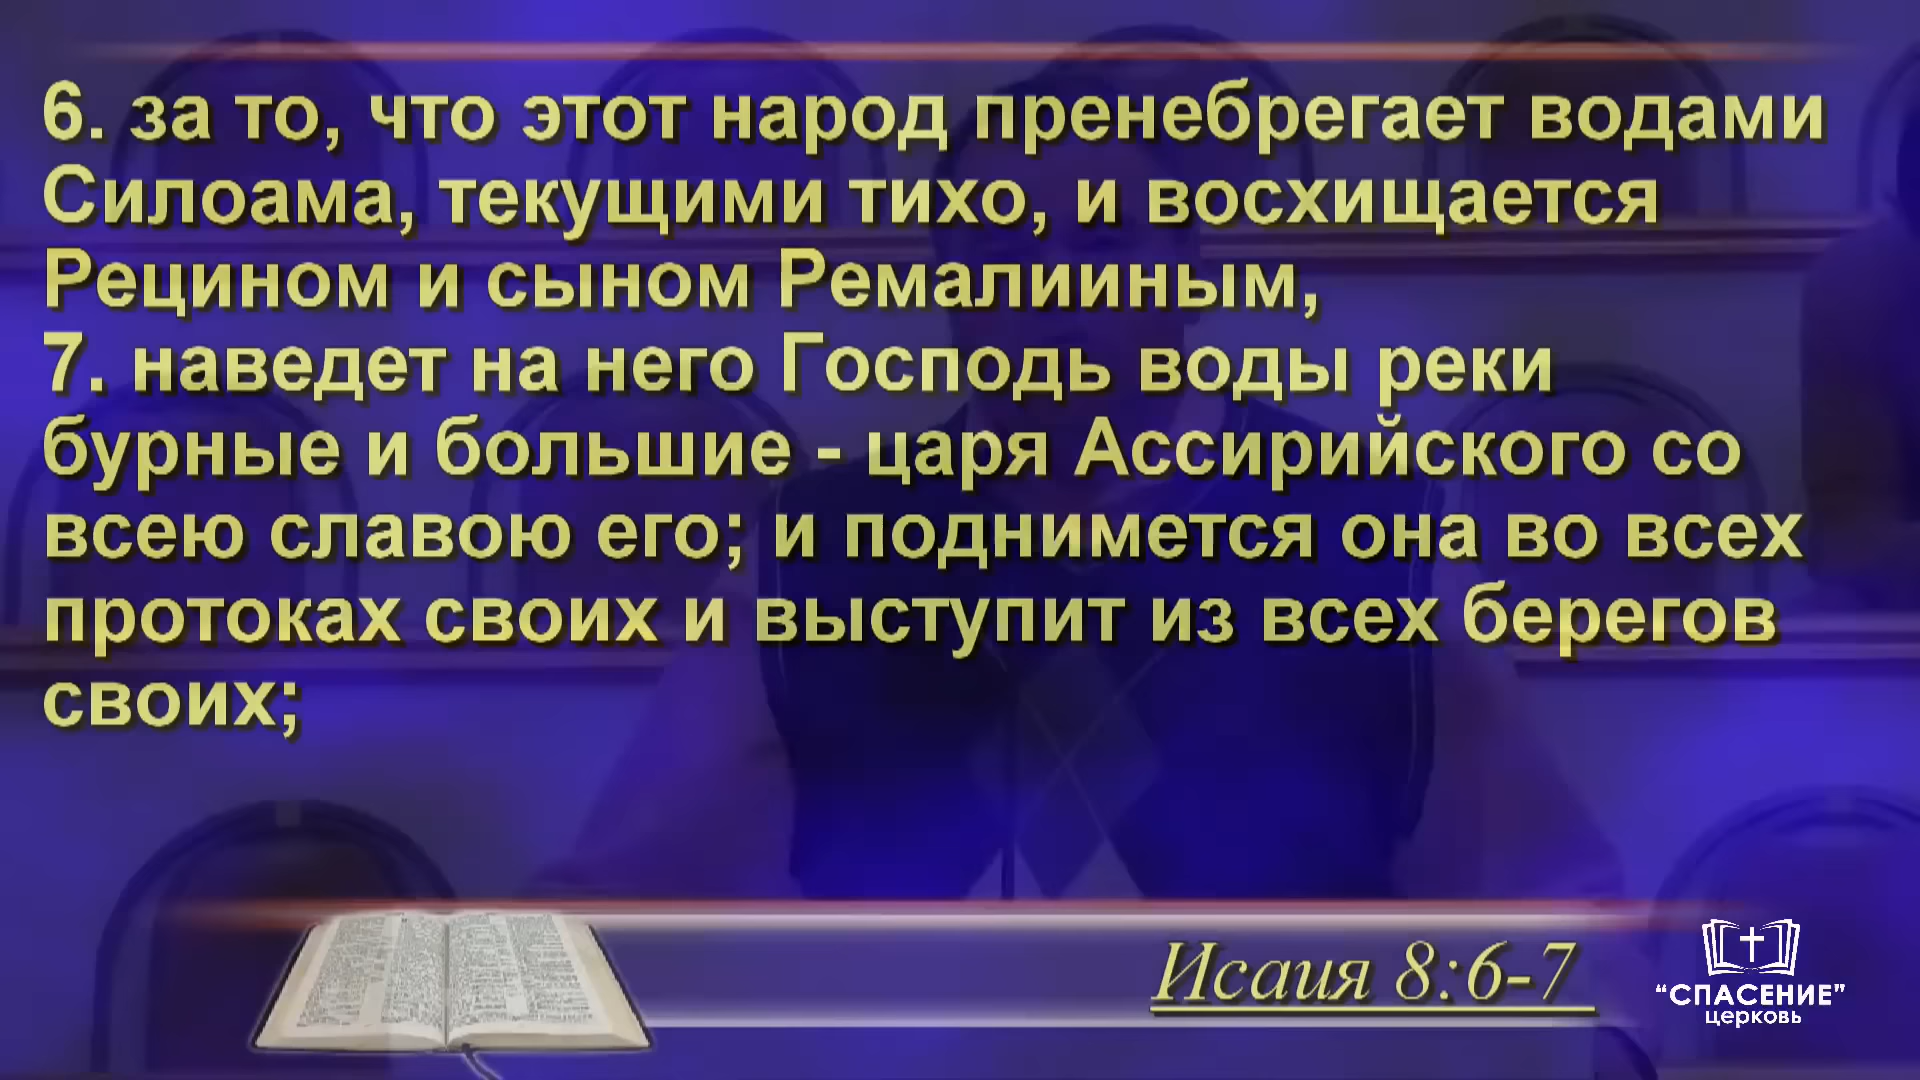 6. за то, что этот народ пренебрегает водами
Силоама, текущими тихо, и восхищается
Рецином и сыном Ремалииным,
7. наведет на него Господь воды реки
бурные и большие - царя Ассирийского со
всею славою его; и поднимется она во всех
протоках своих и выступит из всех берегов
своих;
Исаия 8:6-7
“СПАСЕНИЕ”
церковь